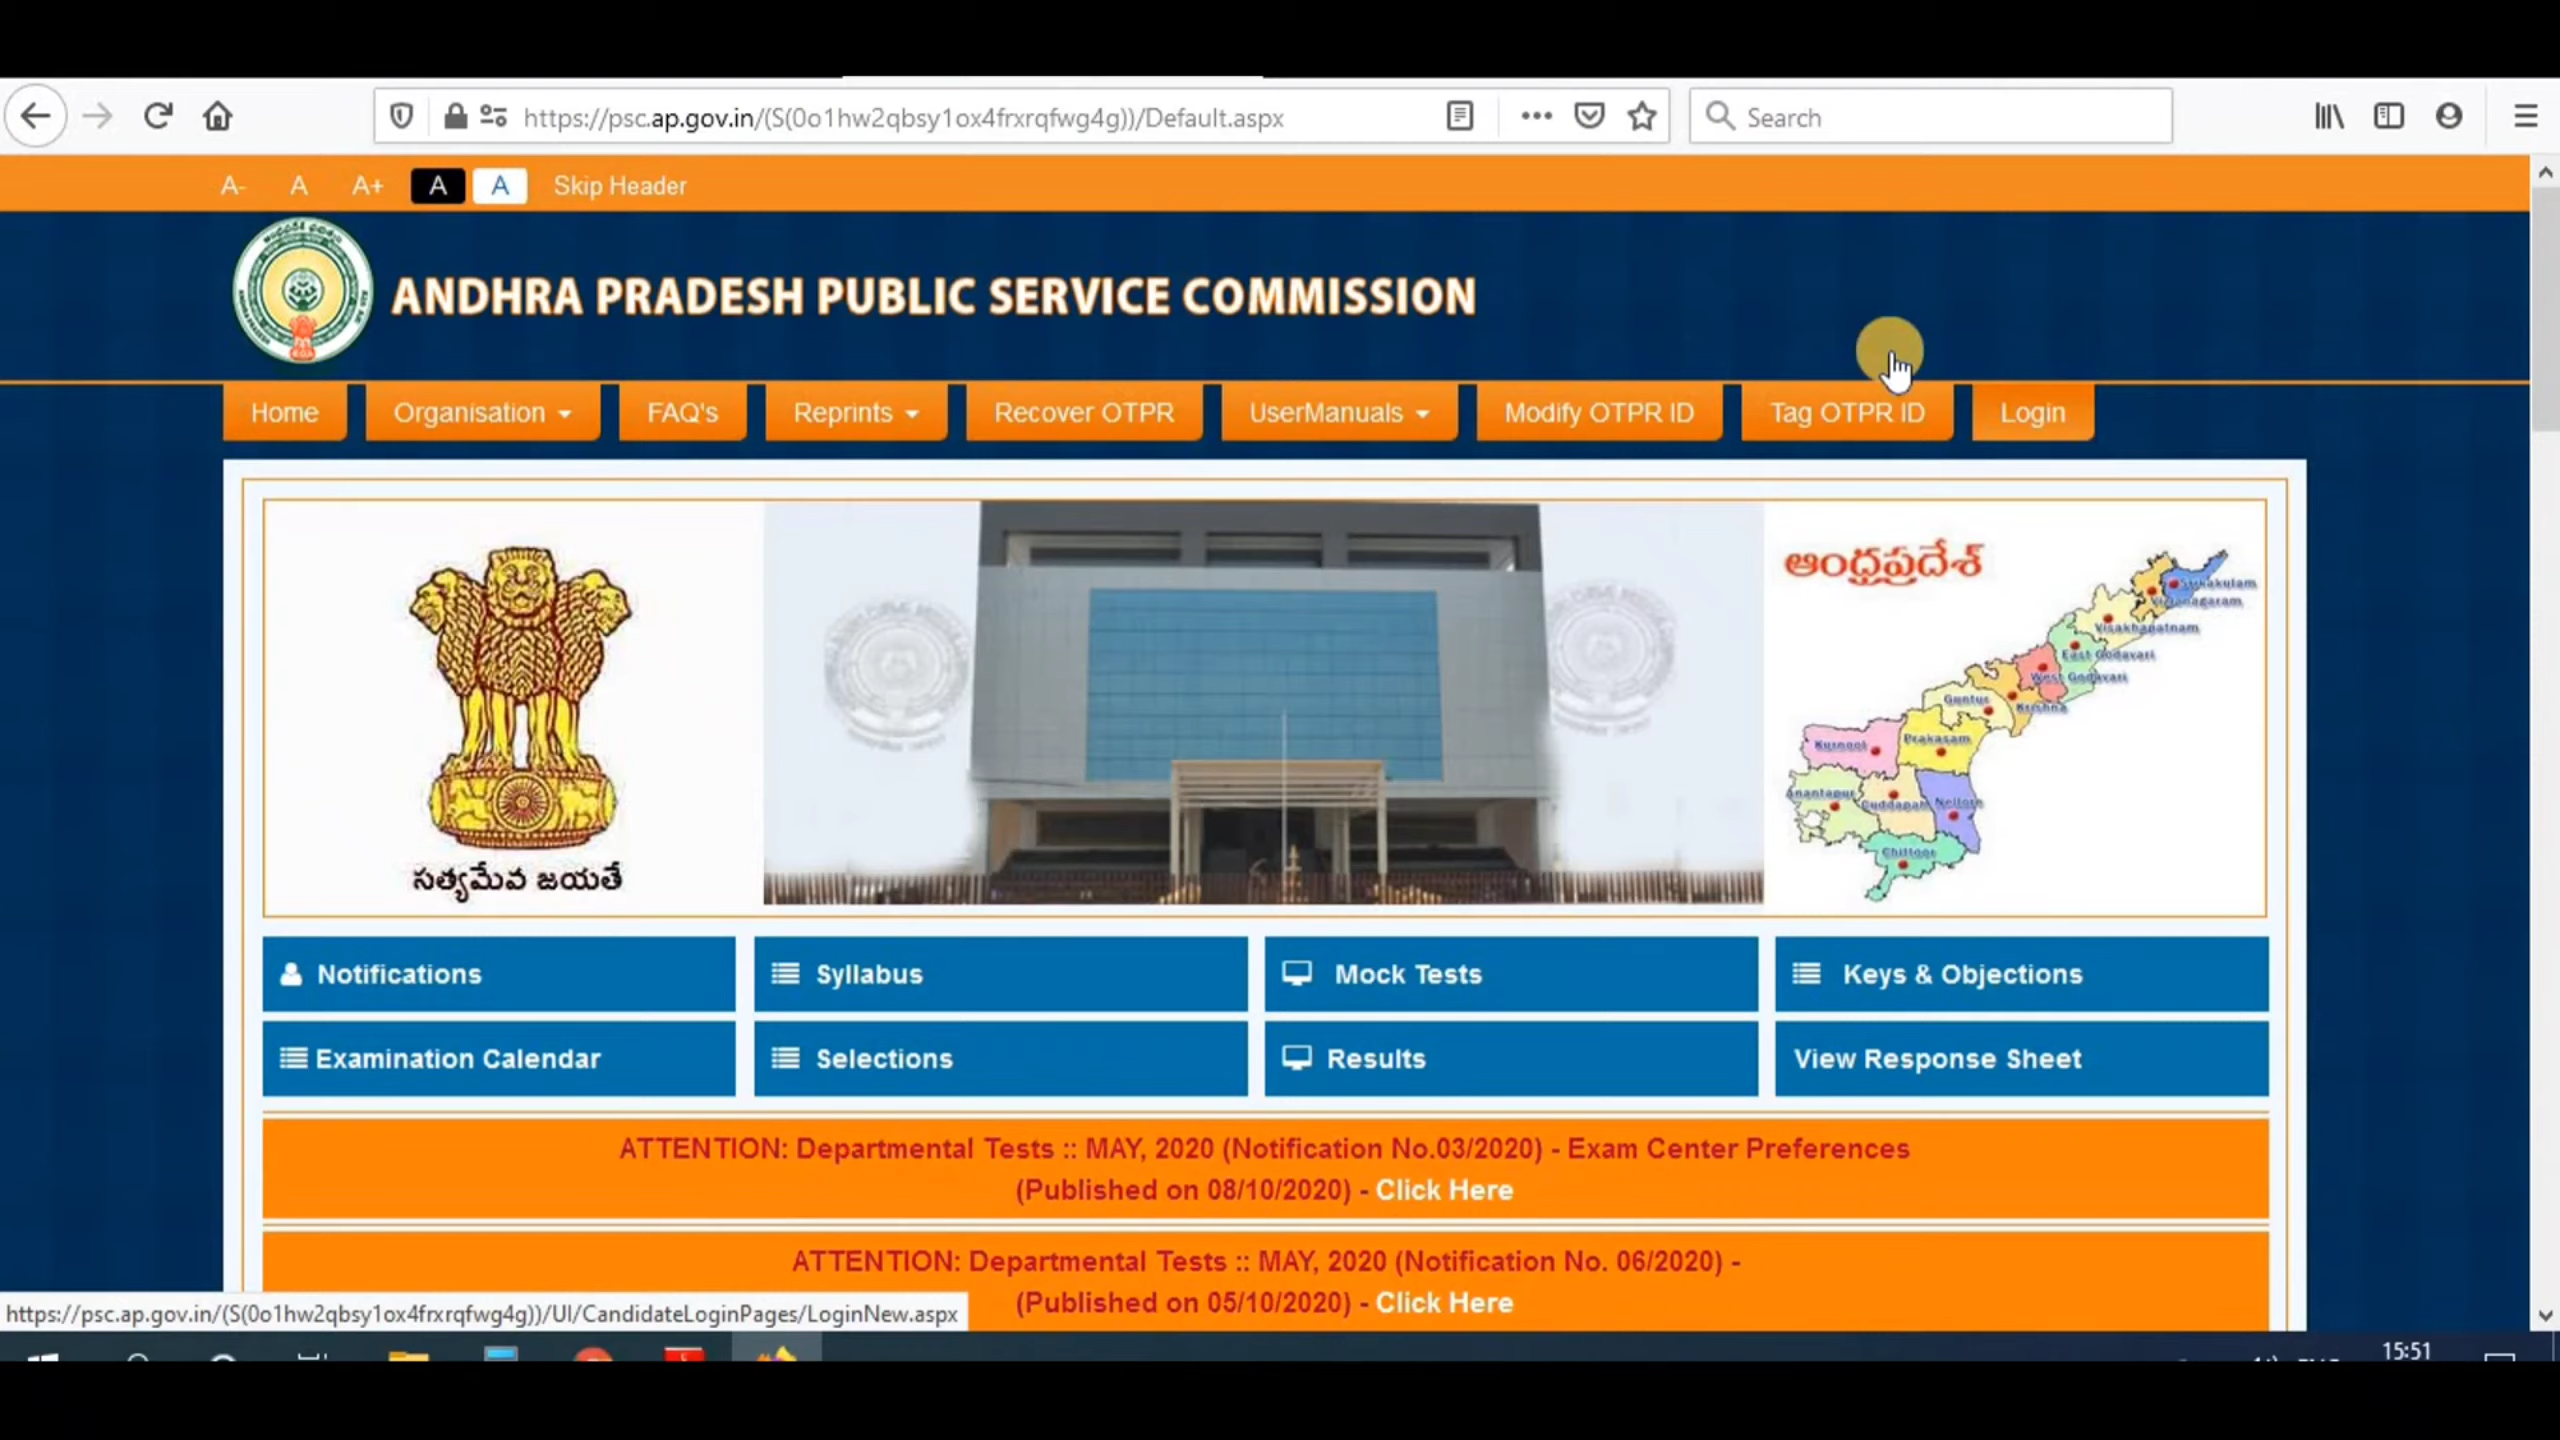 https://psc.ap.gov.in/(S(0o1hw2qbsy1ox4frxrqfwg4g))/Default.aspx
Search
A- A A+ A A Skip Header
ANDHRA PRADESH PUBLIC SERVICE COMMISSION
Home Organisation FAQ's Reprints Recover OTPR UserManuals Modify OTPR ID Tag OTPR ID Login
ఆంధ్రప్రదేశ్
Srikakulam
Vizianagaram
Visakhapatnam
East Godavari
West Godavari
Guntur
Krishna
Kurnool
Prakasam
Anantapur
Cuddapah
Nellore
Chittoor
సత్యమేవ జయతే
Notifications Syllabus Mock Tests Keys & Objections
Examination Calendar Selections Results View Response Sheet
ATTENTION: Departmental Tests :: MAY, 2020 (Notification No.03/2020) - Exam Center Preferences
(Published on 08/10/2020) - Click Here
ATTENTION: Departmental Tests :: MAY, 2020 (Notification No. 06/2020) -
(Published on 05/10/2020) - Click Here
https://psc.ap.gov.in/(S(0o1hw2qbsy1ox4frxrqfwg4g))/UI/CandidateLoginPages/LoginNew.aspx
15:51